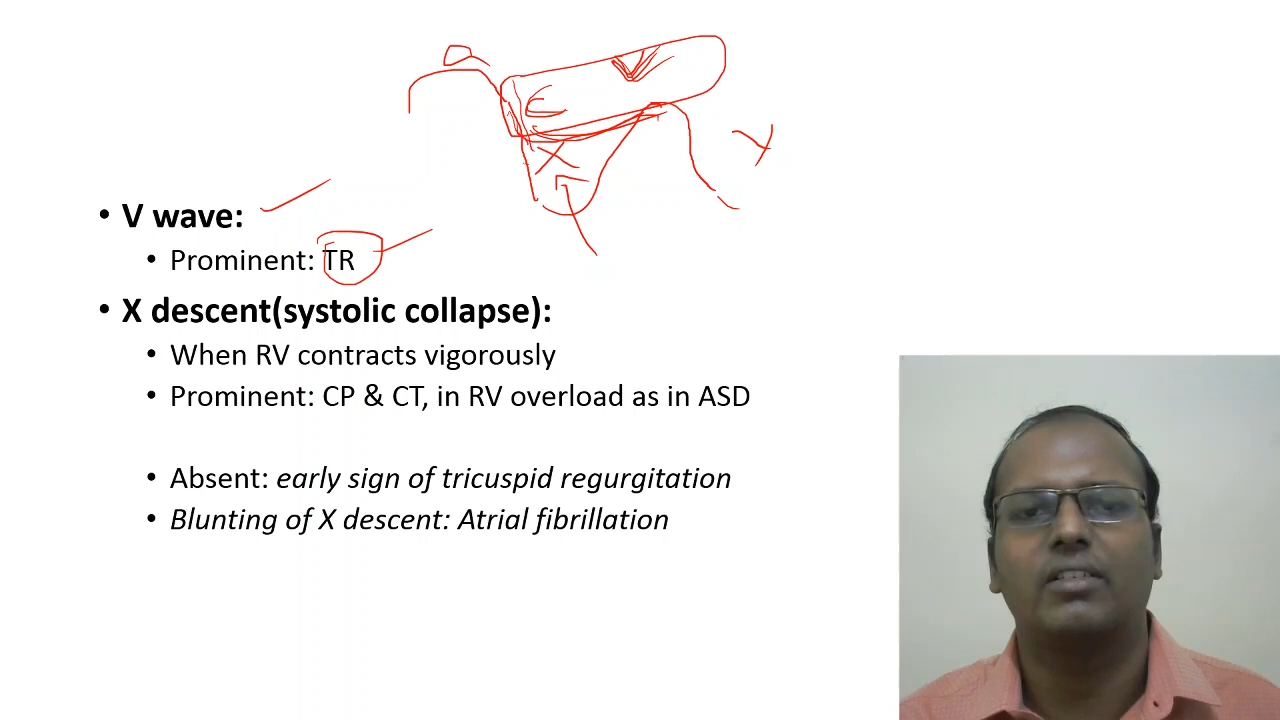 C
V
X
Y
• V wave:
• Prominent: TR
• X descent(systolic collapse):
• When RV contracts vigorously
• Prominent: CP & CT, in RV overload as in ASD
• Absent: early sign of tricuspid regurgitation
• Blunting of X descent: Atrial fibrillation